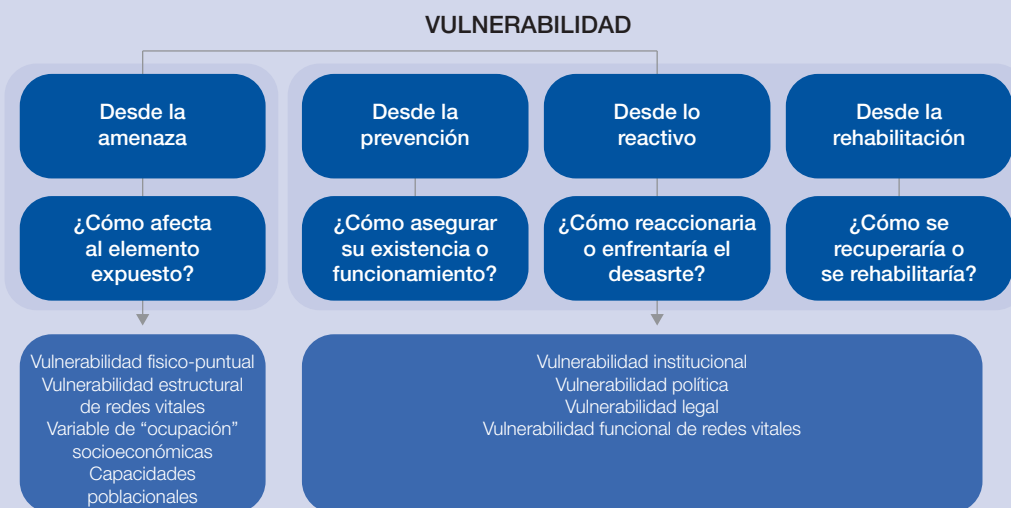 VULNERABILIDAD
Desde la
amenaza
Desde la
prevención
Desde lo
reactivo
Desde la
rehabilitación
¿Cómo afecta
al elemento
expuesto?
¿Cómo asegurar
su existencia o
funcionamiento?
¿Cómo reaccionaria
o enfrentaría el
desasrte?
¿Cómo se
recuperaría o
se rehabilitaría?
Vulnerabilidad fisico-puntual
Vulnerabilidad estructural
de redes vitales
Variable de “ocupación”
socioeconómicas
Capacidades
poblacionales
Vulnerabilidad institucional
Vulnerabilidad política
Vulnerabilidad legal
Vulnerabilidad funcional de redes vitales